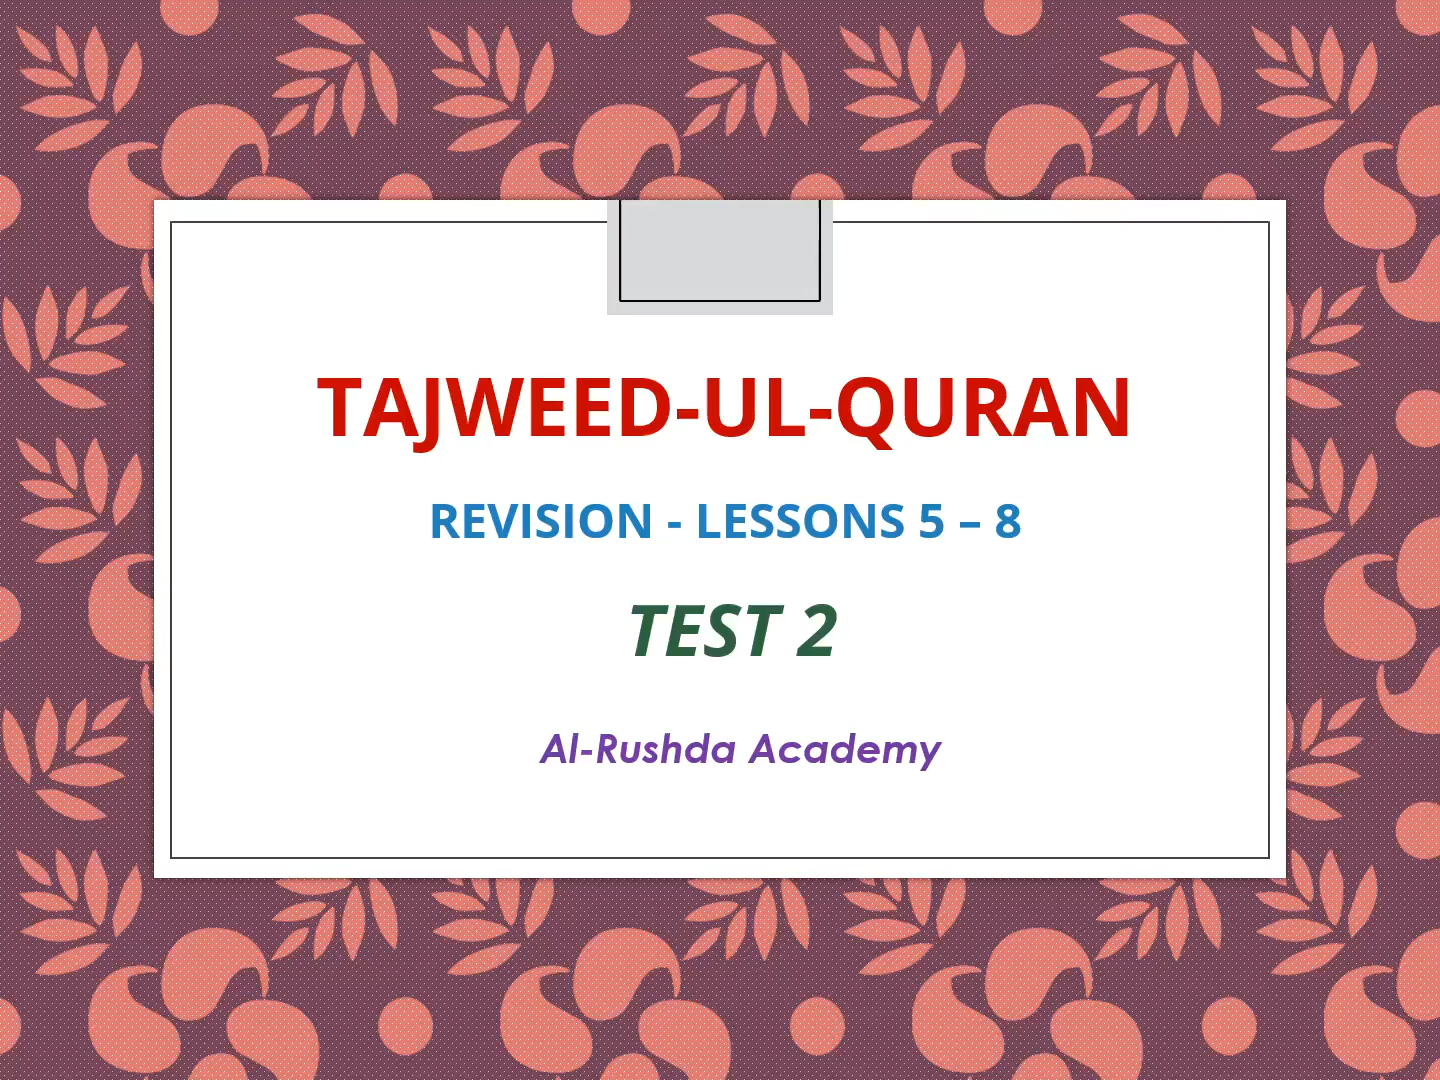 TAJWEED-UL-QURAN
REVISION - LESSONS 5 – 8
TEST 2
Al-Rushda Academy